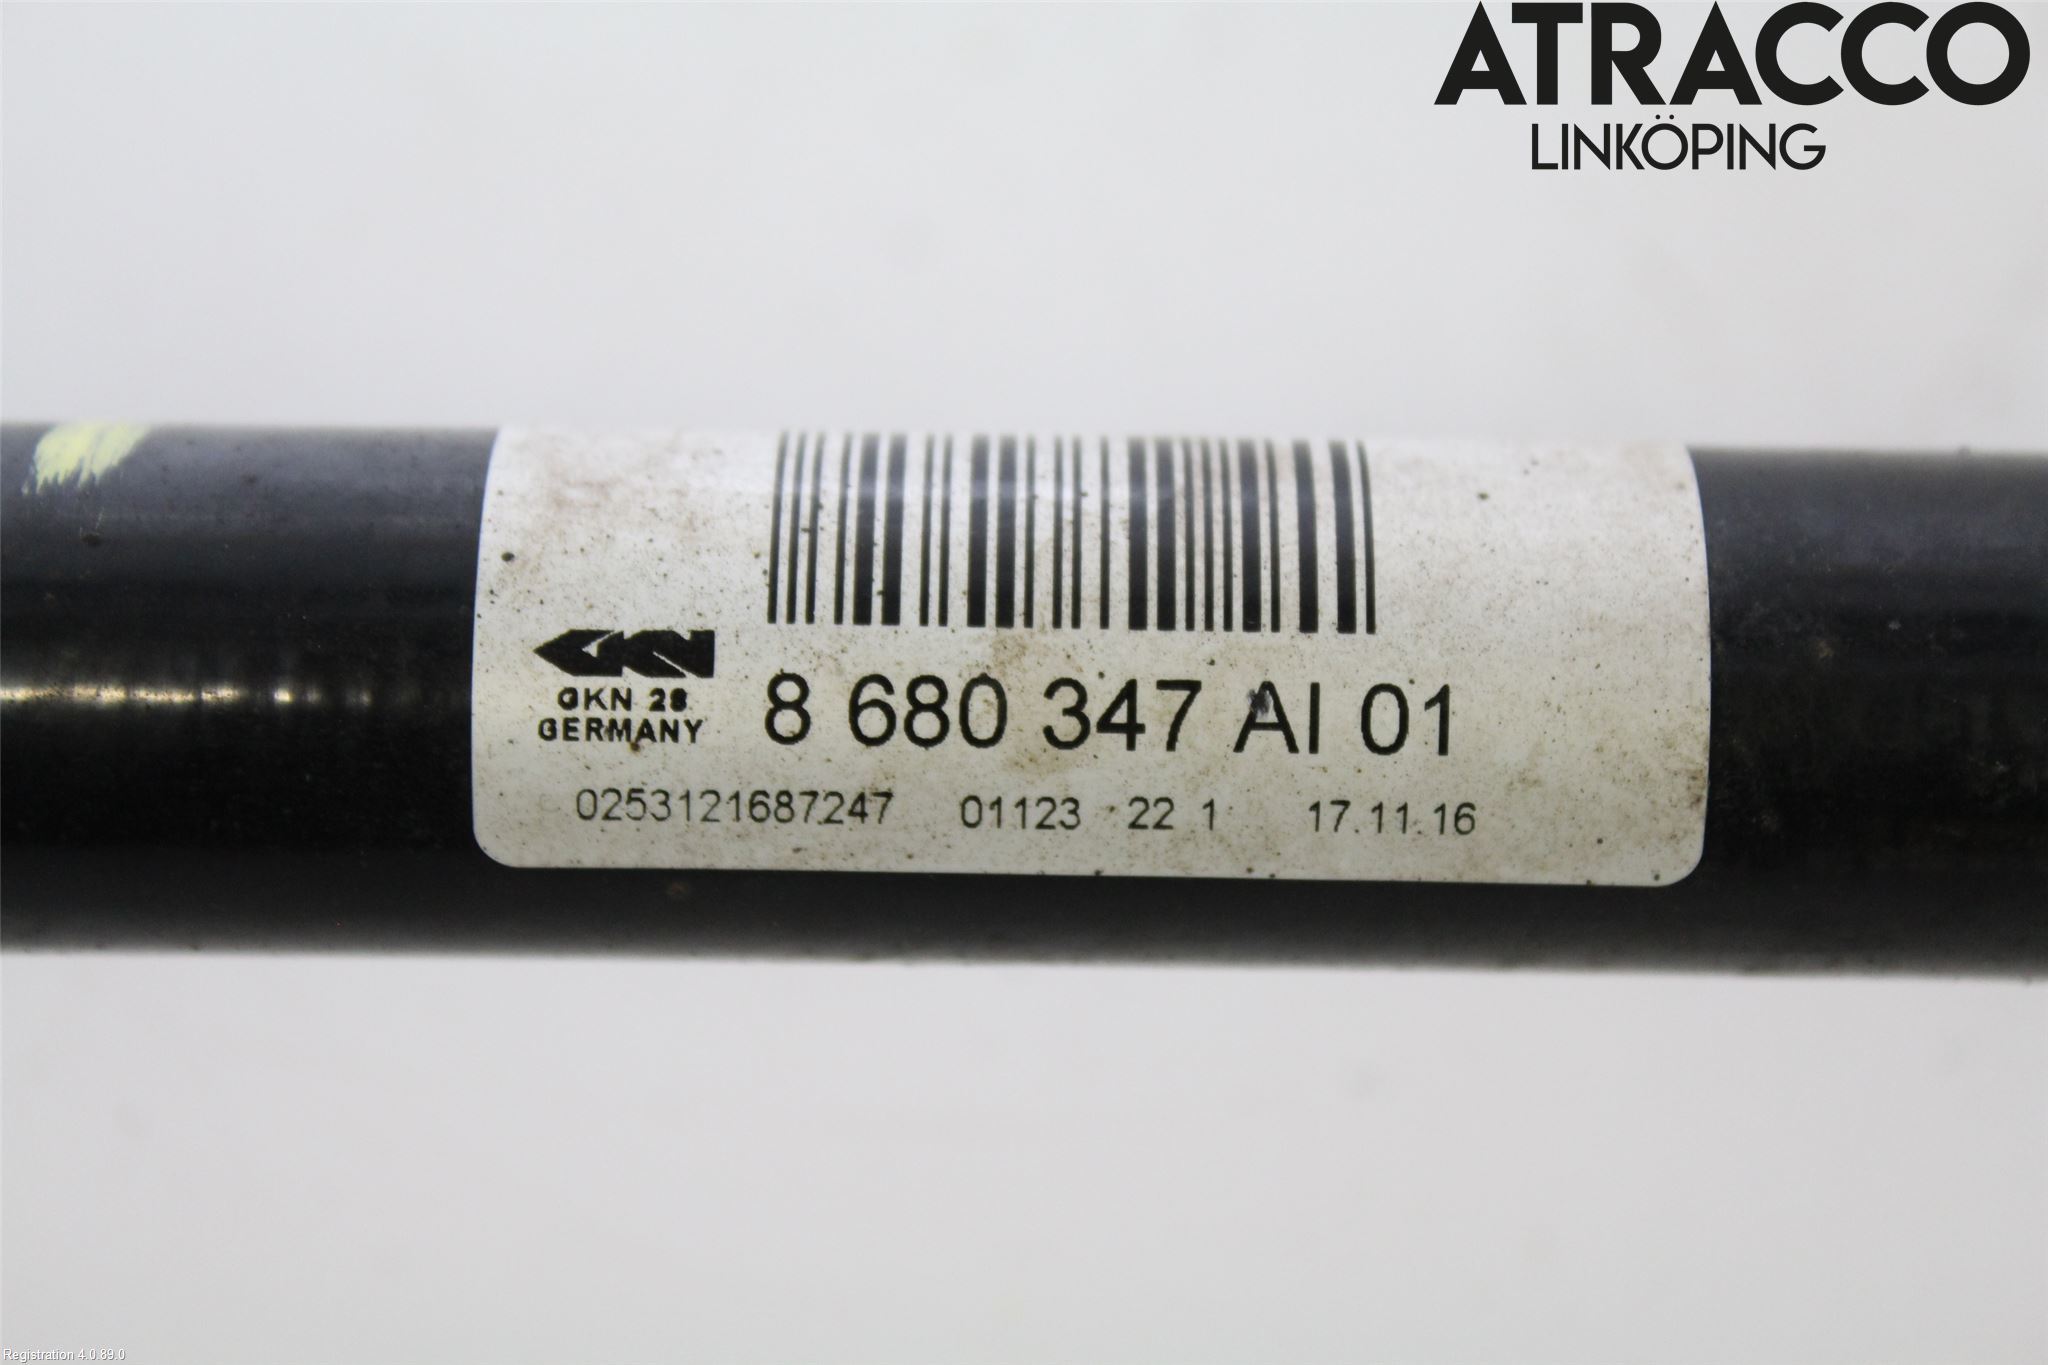 ATRACCO
LINKÖPING
GKN
GKN 28
GERMANY
8 680 347 AI 01
0253121687247 01123 22 1 17.11.16
Registration 4.0.89.0